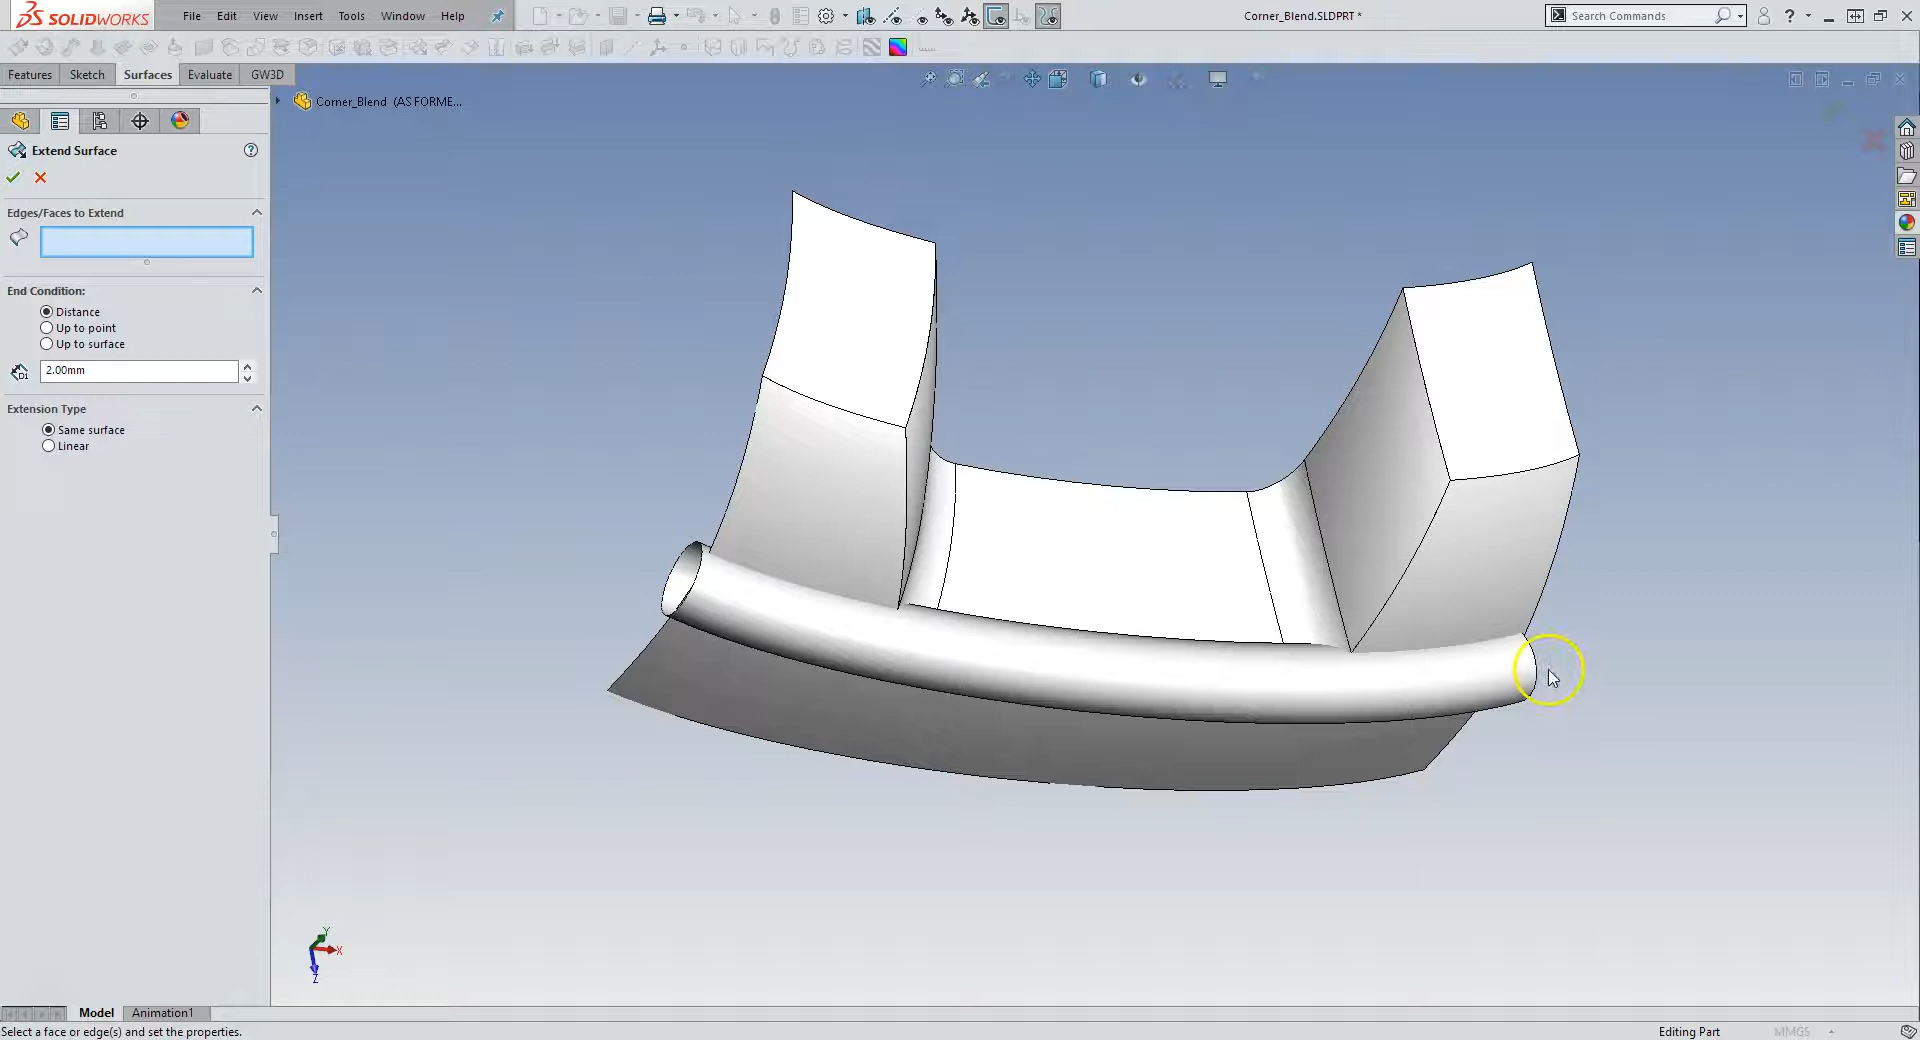 SOLIDWORKS
File Edit View Insert Tools Window Help
Corner_Blend.SLDPRT *
Search Commands
?
Features Sketch Surfaces Evaluate GW3D
Corner_Blend (AS FORME...
Extend Surface
?
Edges/Faces to Extend
End Condition:
Distance
Up to point
Up to surface
D1
2.00mm
Extension Type
Same surface
Linear
Y
X
Z
Model Animation1
Select a face or edge(s) and set the properties.
Editing Part
MMGS